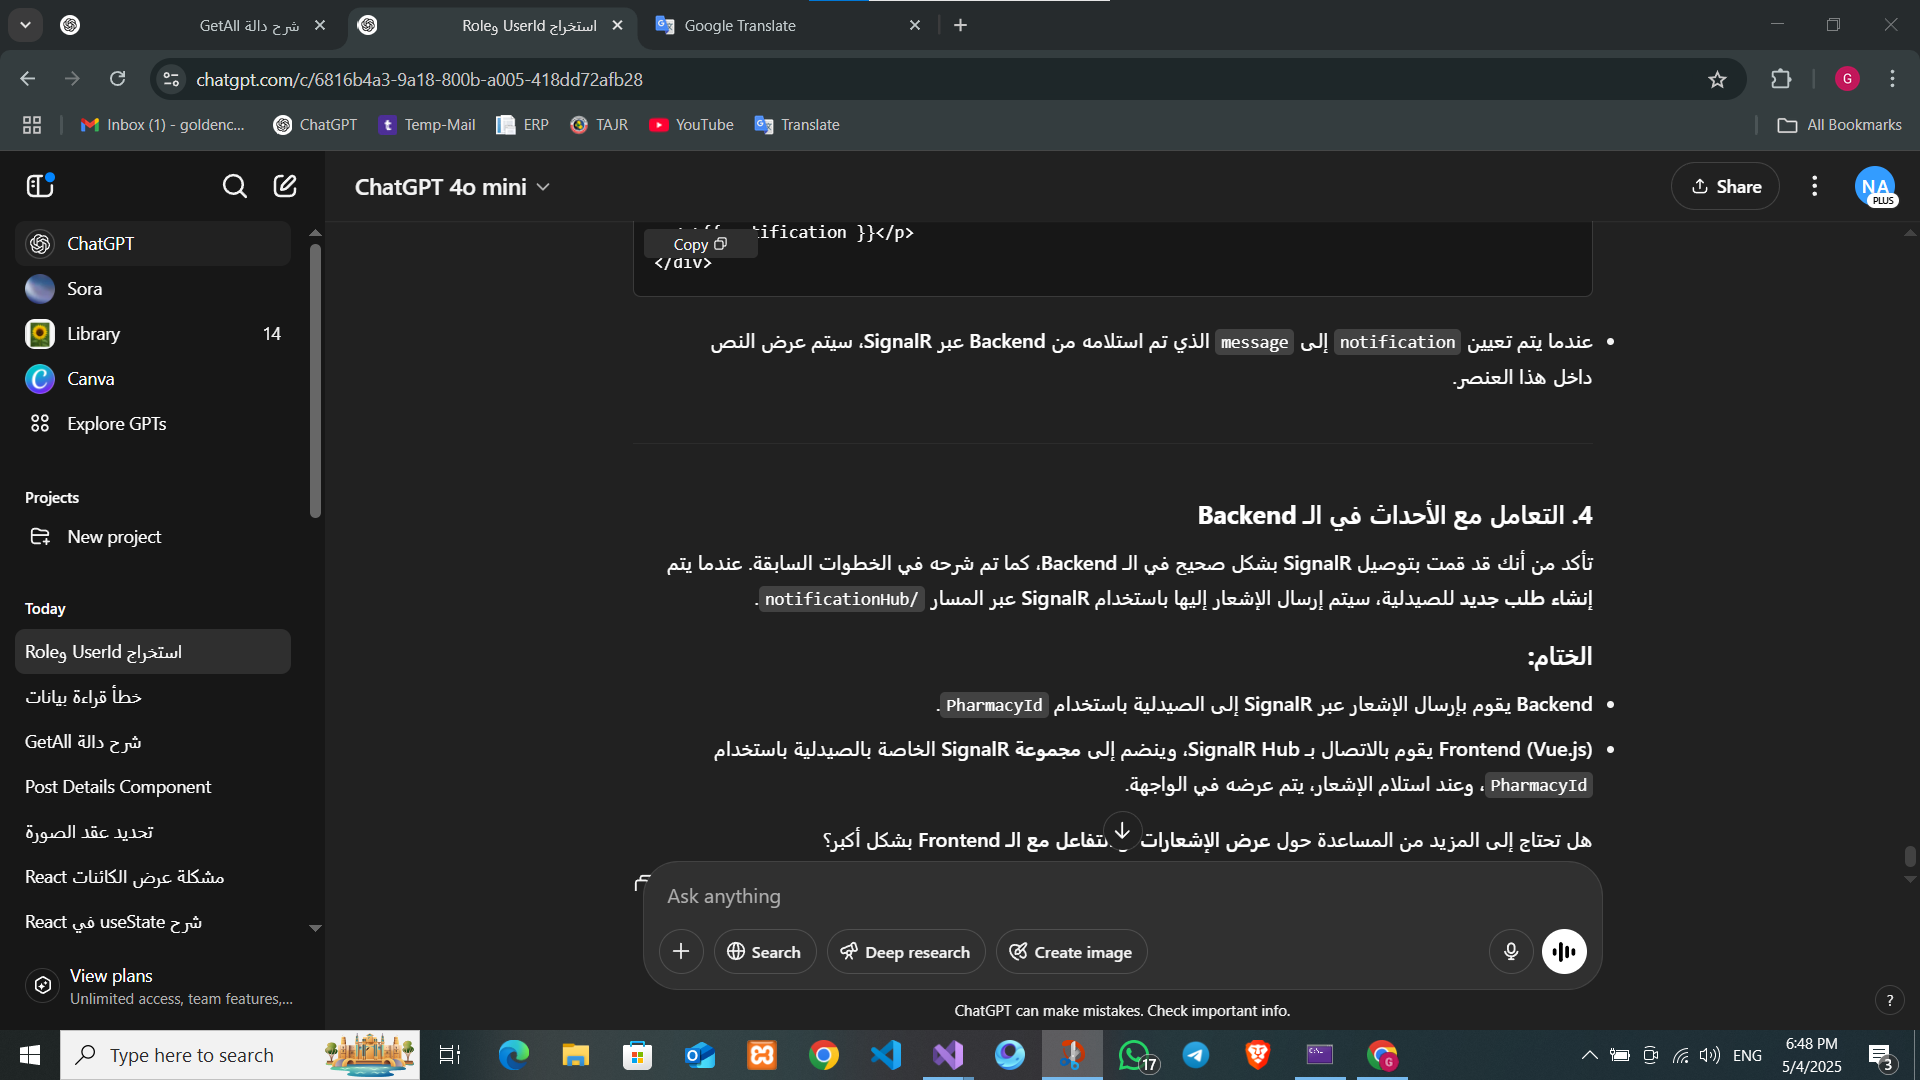 شرح دالة GetAll
استخراج UserId وRole
Google Translate
chatgpt.com/c/6816b4a3-9a18-800b-a005-418dd72afb28
G
Inbox (1) - goldenc...
ChatGPT
Temp-Mail
ERP
TAJR
YouTube
Translate
All Bookmarks
ChatGPT 4o mini
Share
NA
PLUS
ChatGPT
Sora
Library
14
Canva
Explore GPTs
Projects
New project
Today
استخراج UserId وRole
خطأ قراءة بيانات
شرح دالة GetAll
Post Details Component
تحديد عقد الصورة
مشكلة عرض الكائنات React
شرح useState في React
View plans
Unlimited access, team features,...
Copy
tification }}</p>
</div>
عندما يتم تعيين notification إلى message الذي تم استلامه من Backend عبر SignalR، سيتم عرض النص
داخل هذا العنصر.
4. التعامل مع الأحداث في الـ Backend
تأكد من أنك قد قمت بتوصيل SignalR بشكل صحيح في الـ Backend، كما تم شرحه في الخطوات السابقة. عندما يتم
إنشاء طلب جديد للصيدلية، سيتم إرسال الإشعار إليها باستخدام SignalR عبر المسار /notificationHub.
الختام:
Backend يقوم بإرسال الإشعار عبر SignalR إلى الصيدلية باستخدام PharmacyId.
Frontend (Vue.js) يقوم بالاتصال بـ SignalR Hub، وينضم إلى مجموعة SignalR الخاصة بالصيدلية باستخدام
PharmacyId، وعند استلام الإشعار، يتم عرضه في الواجهة.
هل تحتاج إلى المزيد من المساعدة حول عرض الإشعارات التفاعل مع الـ Frontend بشكل أكبر؟
Ask anything
Search
Deep research
Create image
ChatGPT can make mistakes. Check important info.
?
Type here to search
17
G
ENG
6:48 PM
5/4/2025
3